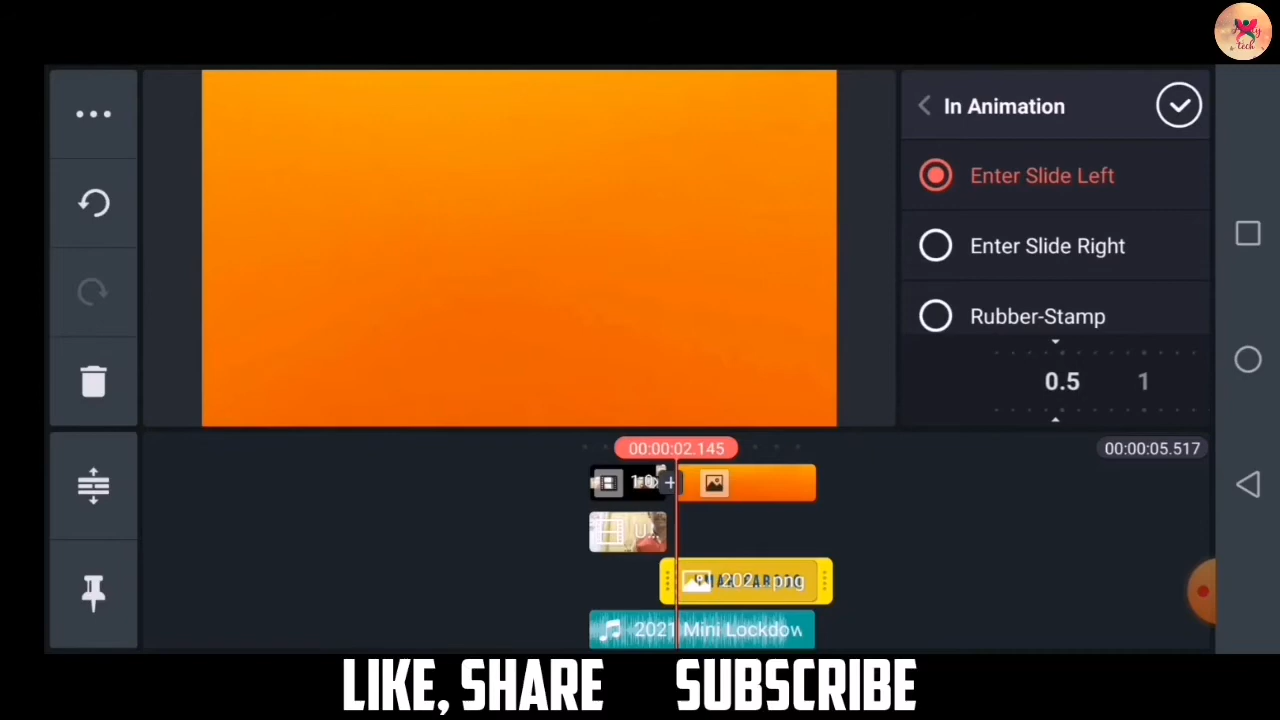 tech
In Animation
Enter Slide Left
Enter Slide Right
Rubber-Stamp
0.5 1
00:00:02.145
00:00:05.517
2021 Mini Lockdow
LIKE, SHARE SUBSCRIBE